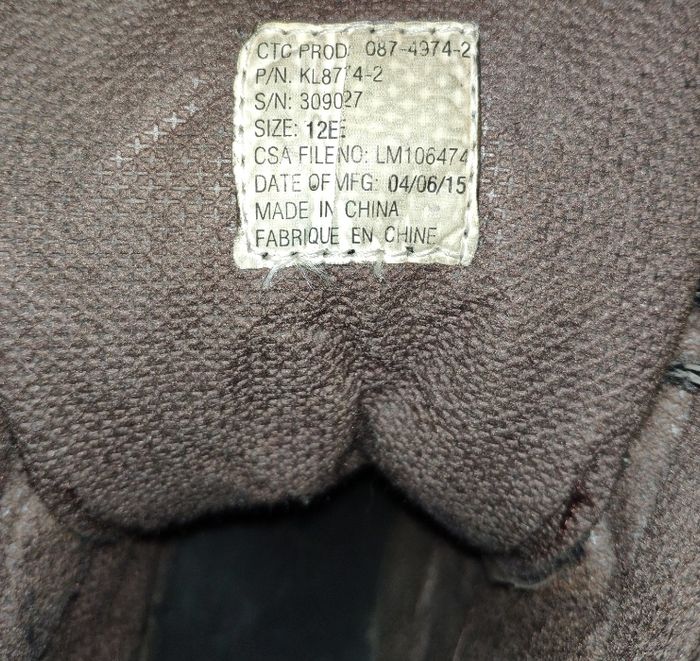 CTC PROD: 087-4974-2
P/N. KL8774-2
S/N: 309027
SIZE: 12EE
CSA FILENO: LM106474
DATE OF MFG: 04/06/15
MADE IN CHINA
FABRIQUE EN CHINE